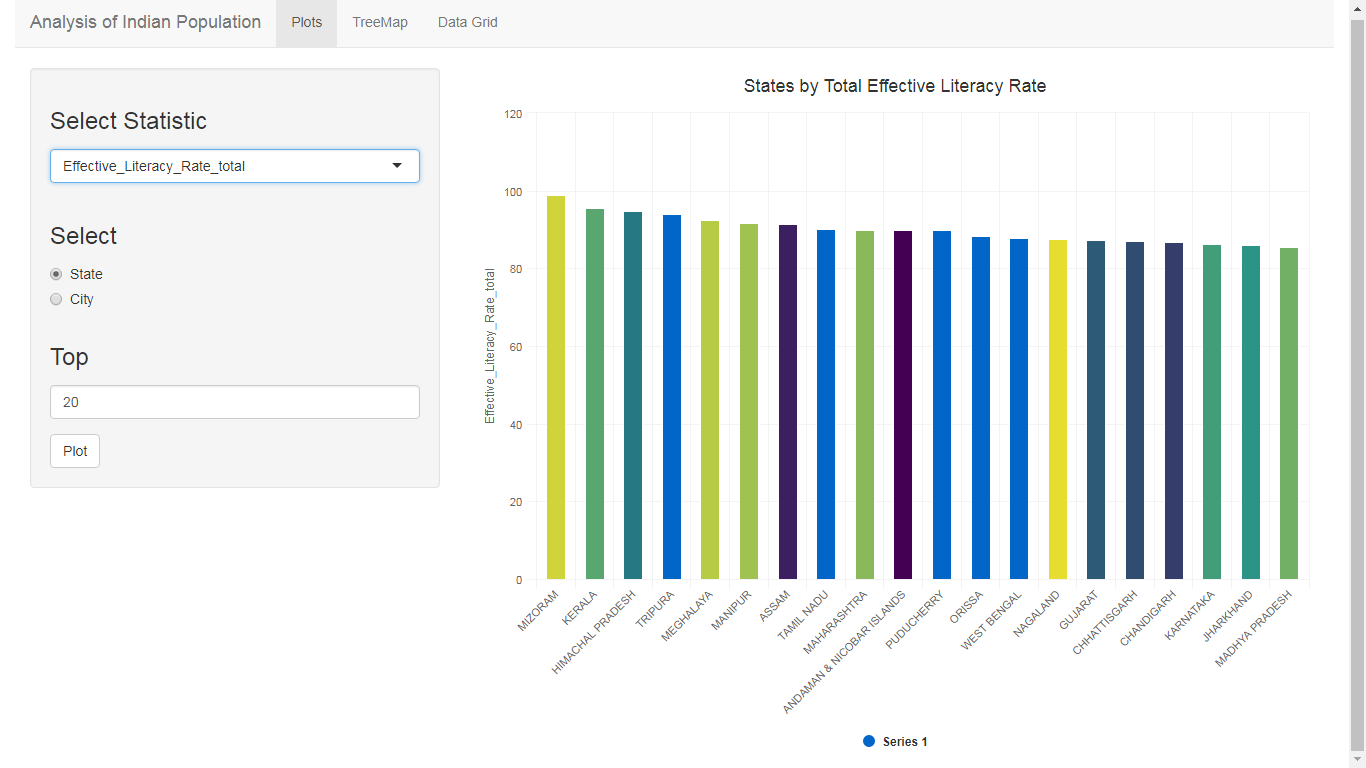 Analysis of Indian Population Plots TreeMap Data Grid
Select Statistic
Effective_Literacy_Rate_total
Select
State
City
Top
20
Plot
States by Total Effective Literacy Rate
Effective_Literacy_Rate_total
120
100
80
60
40
20
0
MIZORAM
KERALA
HIMACHAL PRADESH
TRIPURA
MEGHALAYA
MANIPUR
ASSAM
TAMIL NADU
MAHARASHTRA
ANDAMAN & NICOBAR ISLANDS
PUDUCHERRY
ORISSA
WEST BENGAL
NAGALAND
GUJARAT
CHHATTISGARH
CHANDIGARH
KARNATAKA
JHARKHAND
MADHYA PRADESH
Series 1